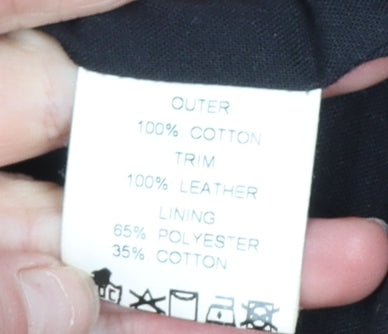 OUTER
100% COTTON
TRIM
100% LEATHER
LINING
65% POLYESTER
35% COTTON